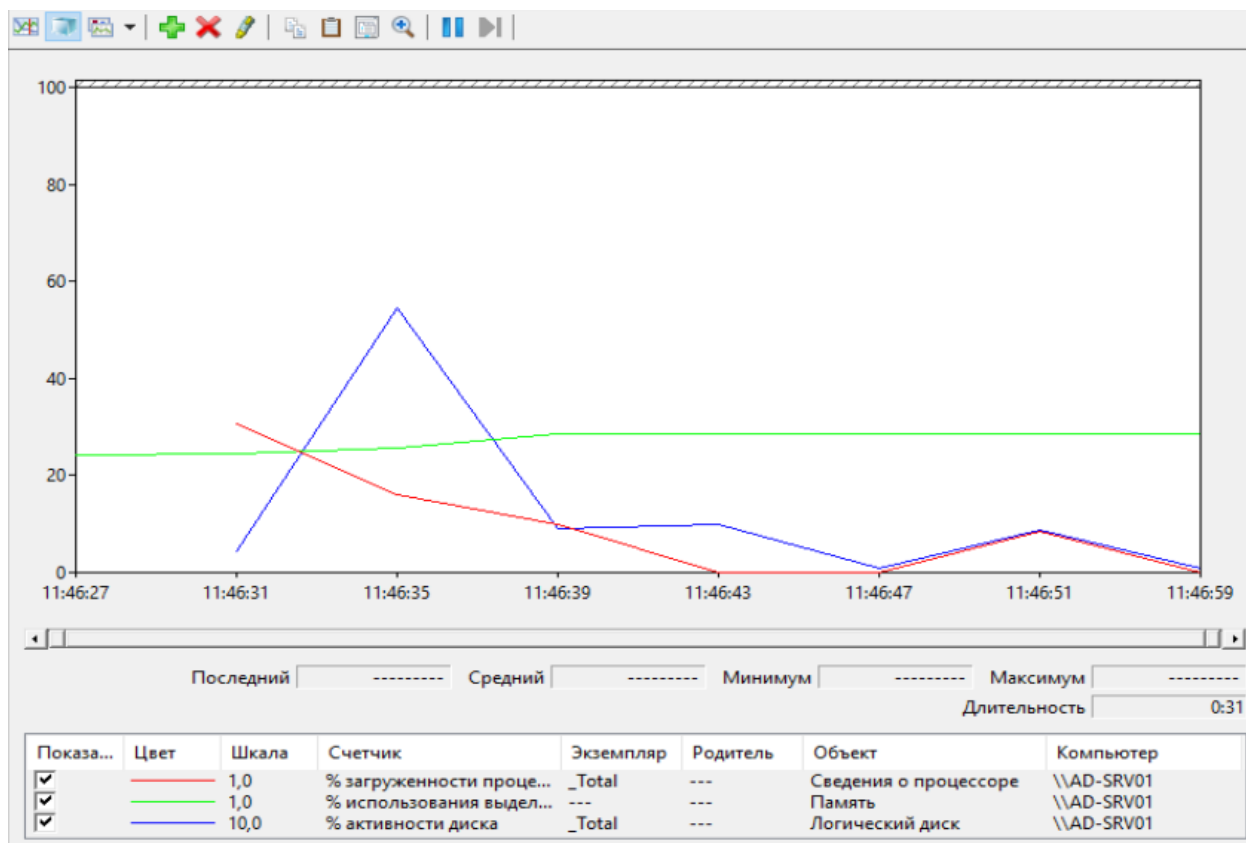 100
80
60
40
20
0
11:46:27 11:46:31 11:46:35 11:46:39 11:46:43 11:46:47 11:46:51 11:46:59
Последний --------- Средний --------- Минимум --------- Максимум ---------
Длительность 0:31
Показа... Цвет Шкала Счетчик Экземпляр Родитель Объект Компьютер
1,0 % загруженности проце... _Total --- Сведения о процессоре \\AD-SRV01
1,0 % использования выдел... --- --- Память \\AD-SRV01
10,0 % активности диска _Total --- Логический диск \\AD-SRV01